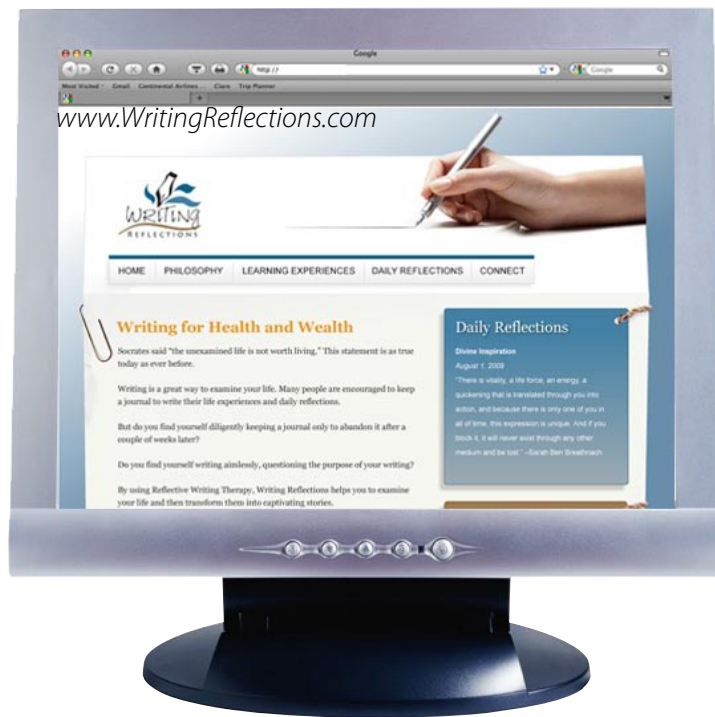 Google
http://
Google
Most Visited Gmail Continental Airlines ... Clara Trip Planner
www.WritingReflections.com
WRITING
REFLECTIONS
HOME PHILOSOPHY LEARNING EXPERIENCES DAILY REFLECTIONS CONNECT
Writing for Health and Wealth
Socrates said “the unexamined life is not worth living.” This statement is as true
today as ever before.
Writing is a great way to examine your life. Many people are encouraged to keep
a journal to write their life experiences and daily reflections.
But do you find yourself diligently keeping a journal only to abandon it after a
couple of weeks later?
Do you find yourself writing aimlessly, questioning the purpose of your writing?
By using Reflective Writing Therapy, Writing Reflections helps you to examine
your life and then transform them into captivating stories.
Daily Reflections
Divine Inspiration
August 1, 2009
"There is vitality, a life force, an energy, a
quickening that is translated through you into
action, and because there is only one of you in
all of time, this expression is unique. And if you
block it, it will never exist through any other
medium and be lost." –Sarah Ban Breathnach